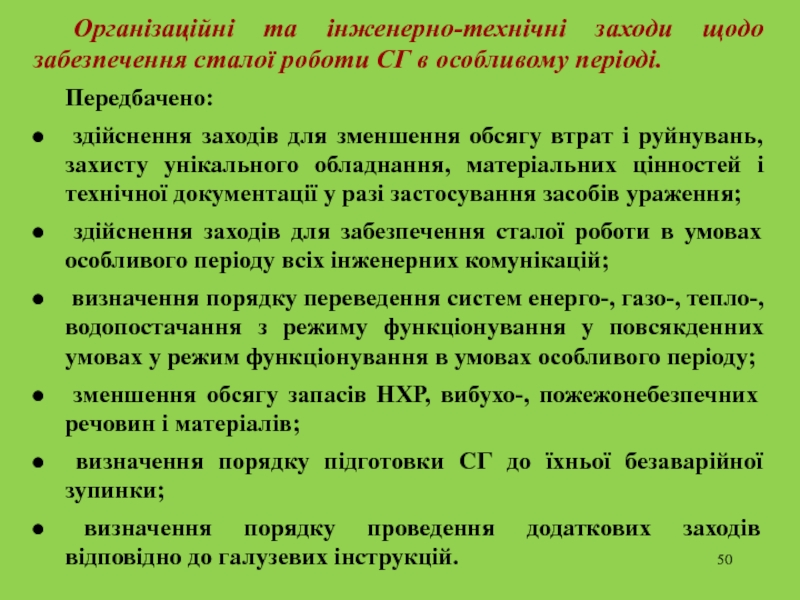 Організаційні та інженерно-технічні заходи щодо
забезпечення сталої роботи СГ в особливому періоді.
Передбачено:
● здійснення заходів для зменшення обсягу втрат і руйнувань,
захисту унікального обладнання, матеріальних цінностей і
технічної документації у разі застосування засобів ураження;
● здійснення заходів для забезпечення сталої роботи в умовах
особливого періоду всіх інженерних комунікацій;
● визначення порядку переведення систем енерго-, газо-, тепло-,
водопостачання з режиму функціонування у повсякденних
умовах у режим функціонування в умовах особливого періоду;
● зменшення обсягу запасів НХР, вибухо-, пожежонебезпечних
речовин і матеріалів;
● визначення порядку підготовки СГ до їхньої безаварійної
зупинки;
● визначення порядку проведення додаткових заходів
відповідно до галузевих інструкцій.
50